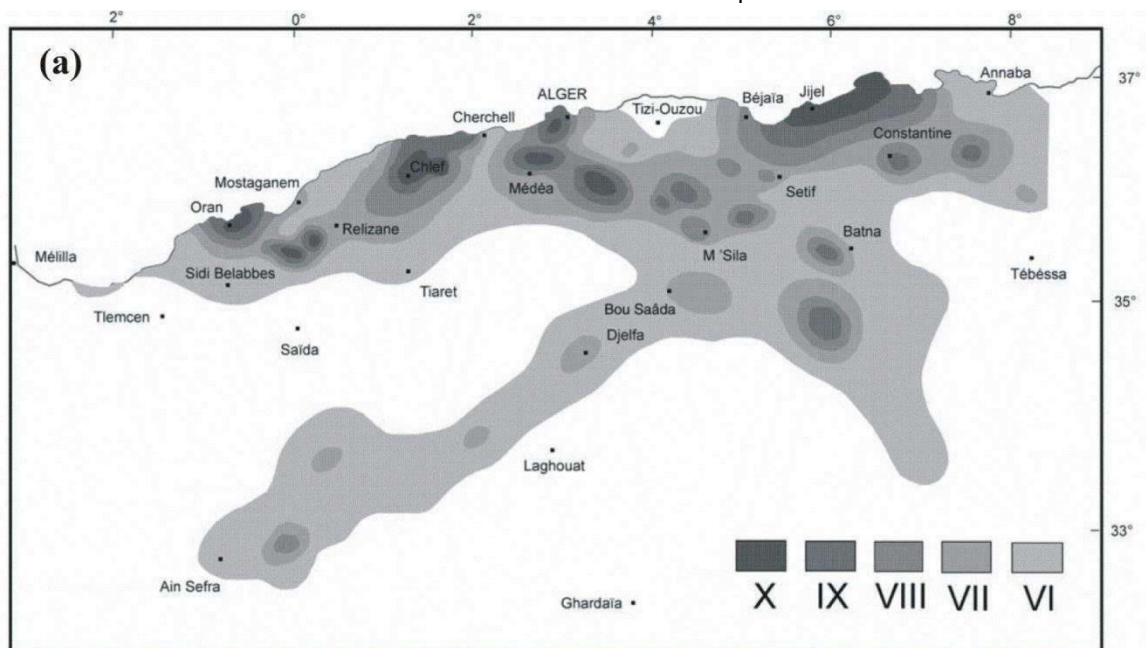 2° 0° 2° 4° 6° 8°
(a)
37°
Annaba
ALGER
Tizi-Ouzou
Béjaïa
Jijel
Cherchell
Constantine
Chlef
Médéa
Setif
Mostaganem
Oran
Relizane
M 'Sila
Batna
Mélilla
Sidi Belabbes
Tiaret
Tébéssa
Bou Saâda
35°
Tlemcen
Saïda
Djelfa
Laghouat
33°
Ain Sefra
Ghardaïa
X IX VIII VII VI